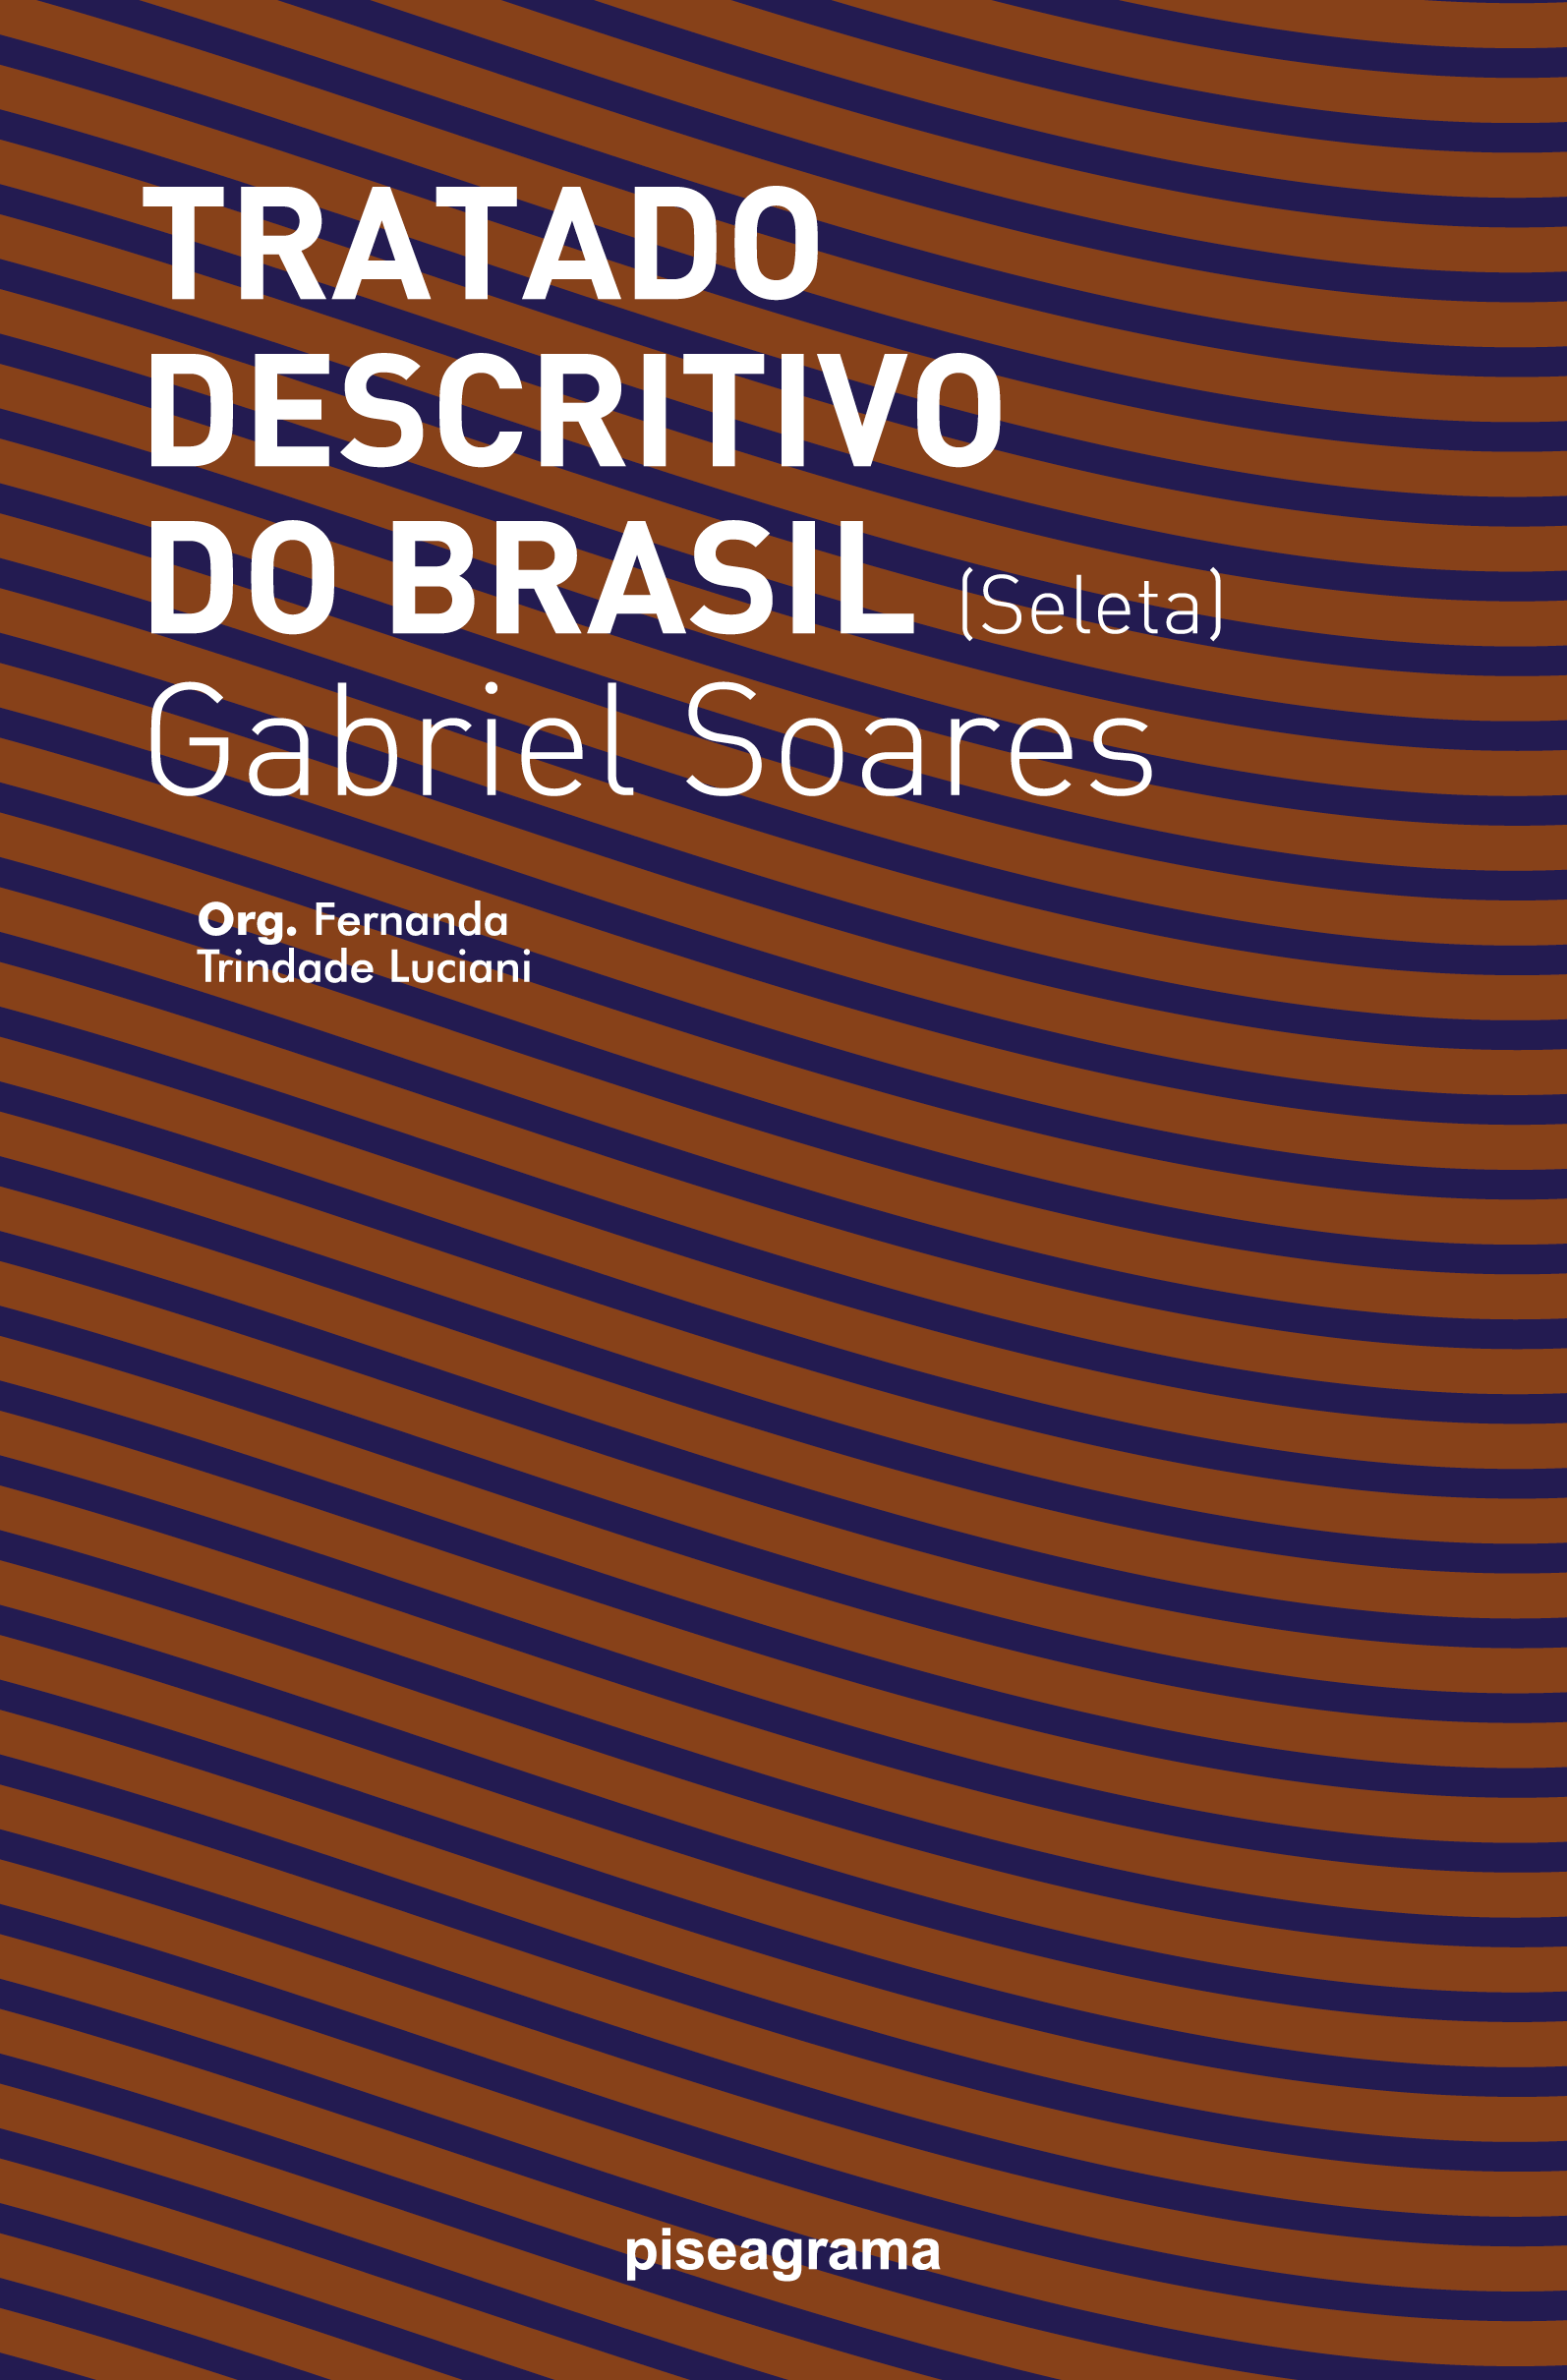 TRATADO
DESCRITIVO
DO BRASIL (Seleta)
Gabriel Soares
Org. Fernanda
Trindade Luciani
piseagrama